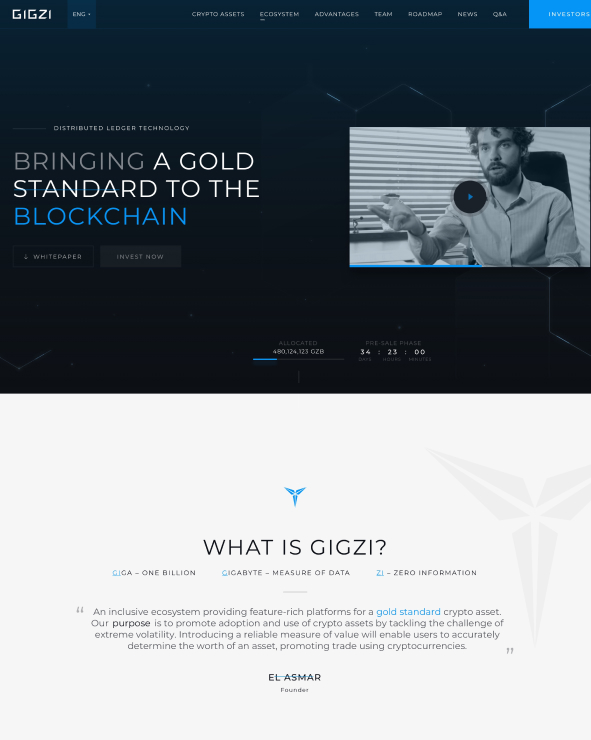 GIGZI
ENG
CRYPTO ASSETS
ECOSYSTEM
ADVANTAGES
TEAM
ROADMAP
NEWS
Q&A
INVESTORS
DISTRIBUTED LEDGER TECHNOLOGY
BRINGING A GOLD
STANDARD TO THE
BLOCKCHAIN
↓ WHITEPAPER
INVEST NOW
ALLOCATED
480,124,123 GZB
PRE-SALE PHASE
34 : 23 : 00
DAYS HOURS MINUTES
WHAT IS GIGZI?
GIGA – ONE BILLION
GIGABYTE – MEASURE OF DATA
ZI – ZERO INFORMATION
“ An inclusive ecosystem providing feature-rich platforms for a gold standard crypto asset.
Our purpose is to promote adoption and use of crypto assets by tackling the challenge of
extreme volatility. Introducing a reliable measure of value will enable users to accurately
determine the worth of an asset, promoting trade using cryptocurrencies. ”
EL ASMAR
Founder